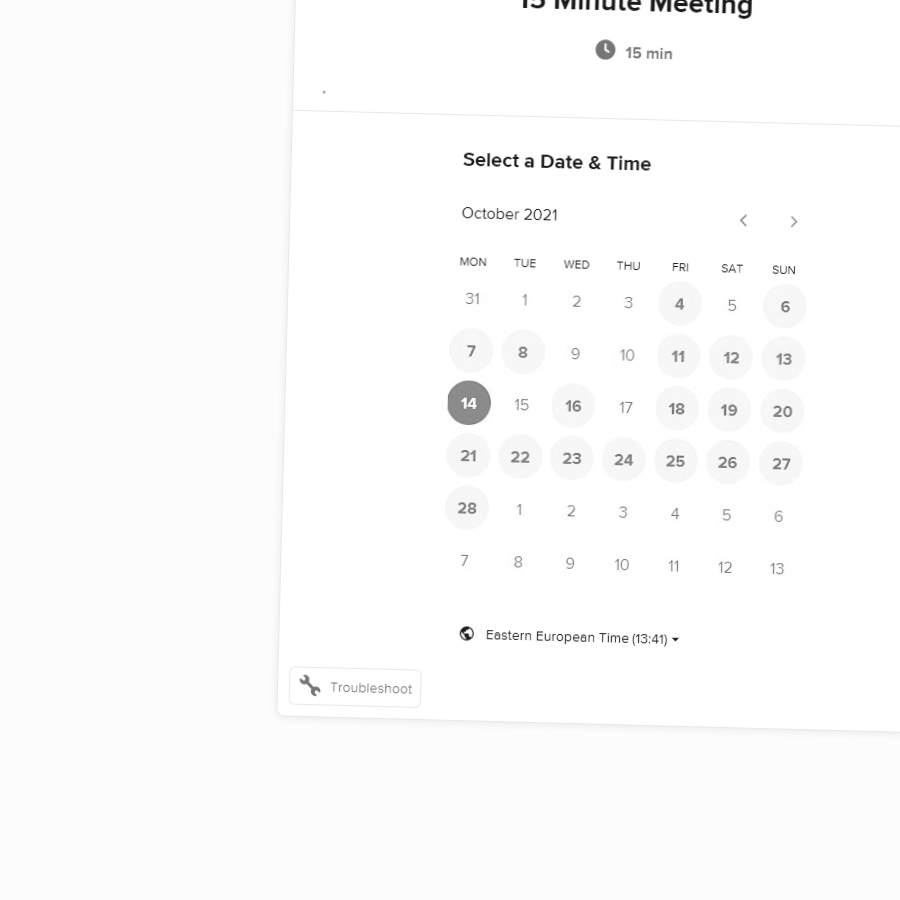 15 Minute Meeting
15 min
.
Select a Date & Time
October 2021
MON TUE WED THU FRI SAT SUN
31 1 2 3 4 5 6
7 8 9 10 11 12 13
14 15 16 17 18 19 20
21 22 23 24 25 26 27
28 1 2 3 4 5 6
7 8 9 10 11 12 13
Eastern European Time (13:41)
Troubleshoot